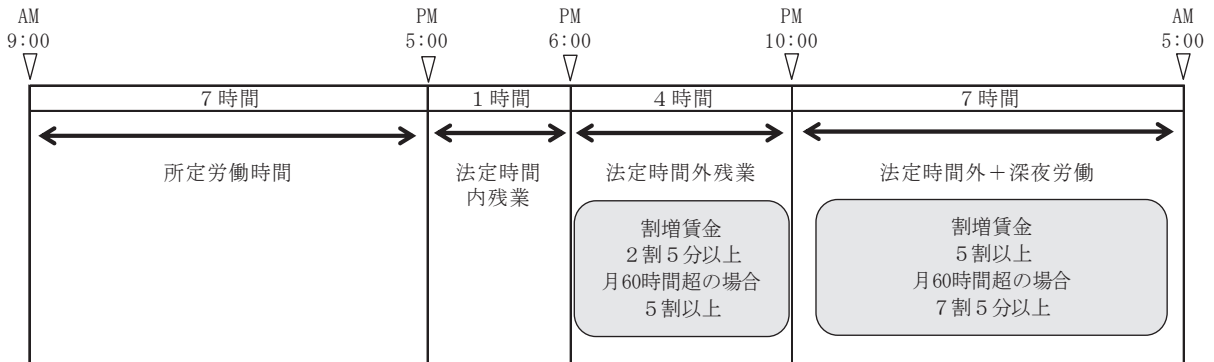 AM
9:00
PM
5:00
PM
6:00
PM
10:00
AM
5:00
７時間
１時間
４時間
７時間
所定労働時間
法定時間
内残業
法定時間外残業
法定時間外＋深夜労働
割増賃金
２割５分以上
月60時間超の場合
５割以上
割増賃金
５割以上
月60時間超の場合
７割５分以上